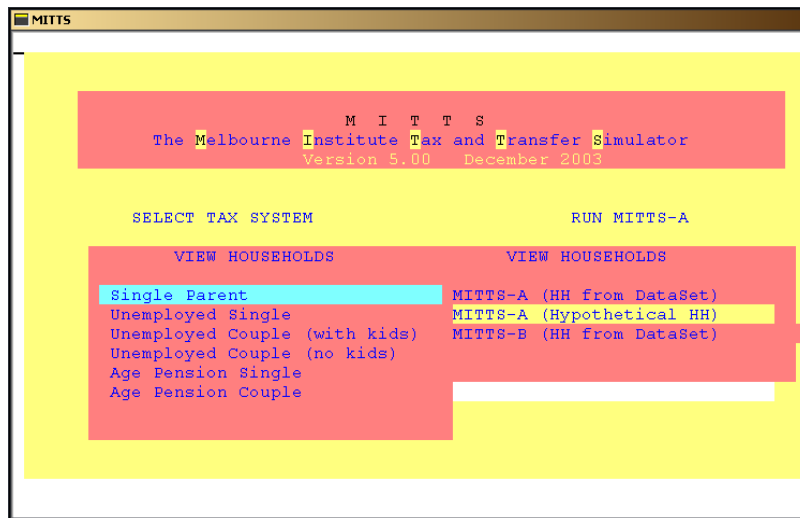 MITTS
M I T T S
The Melbourne Institute Tax and Transfer Simulator
Version 5.00 December 2003
SELECT TAX SYSTEM
RUN MITTS-A
VIEW HOUSEHOLDS
Single Parent
Unemployed Single
Unemployed Couple (with kids)
Unemployed Couple (no kids)
Age Pension Single
Age Pension Couple
VIEW HOUSEHOLDS
MITTS-A (HH from DataSet)
MITTS-A (Hypothetical HH)
MITTS-B (HH from DataSet)